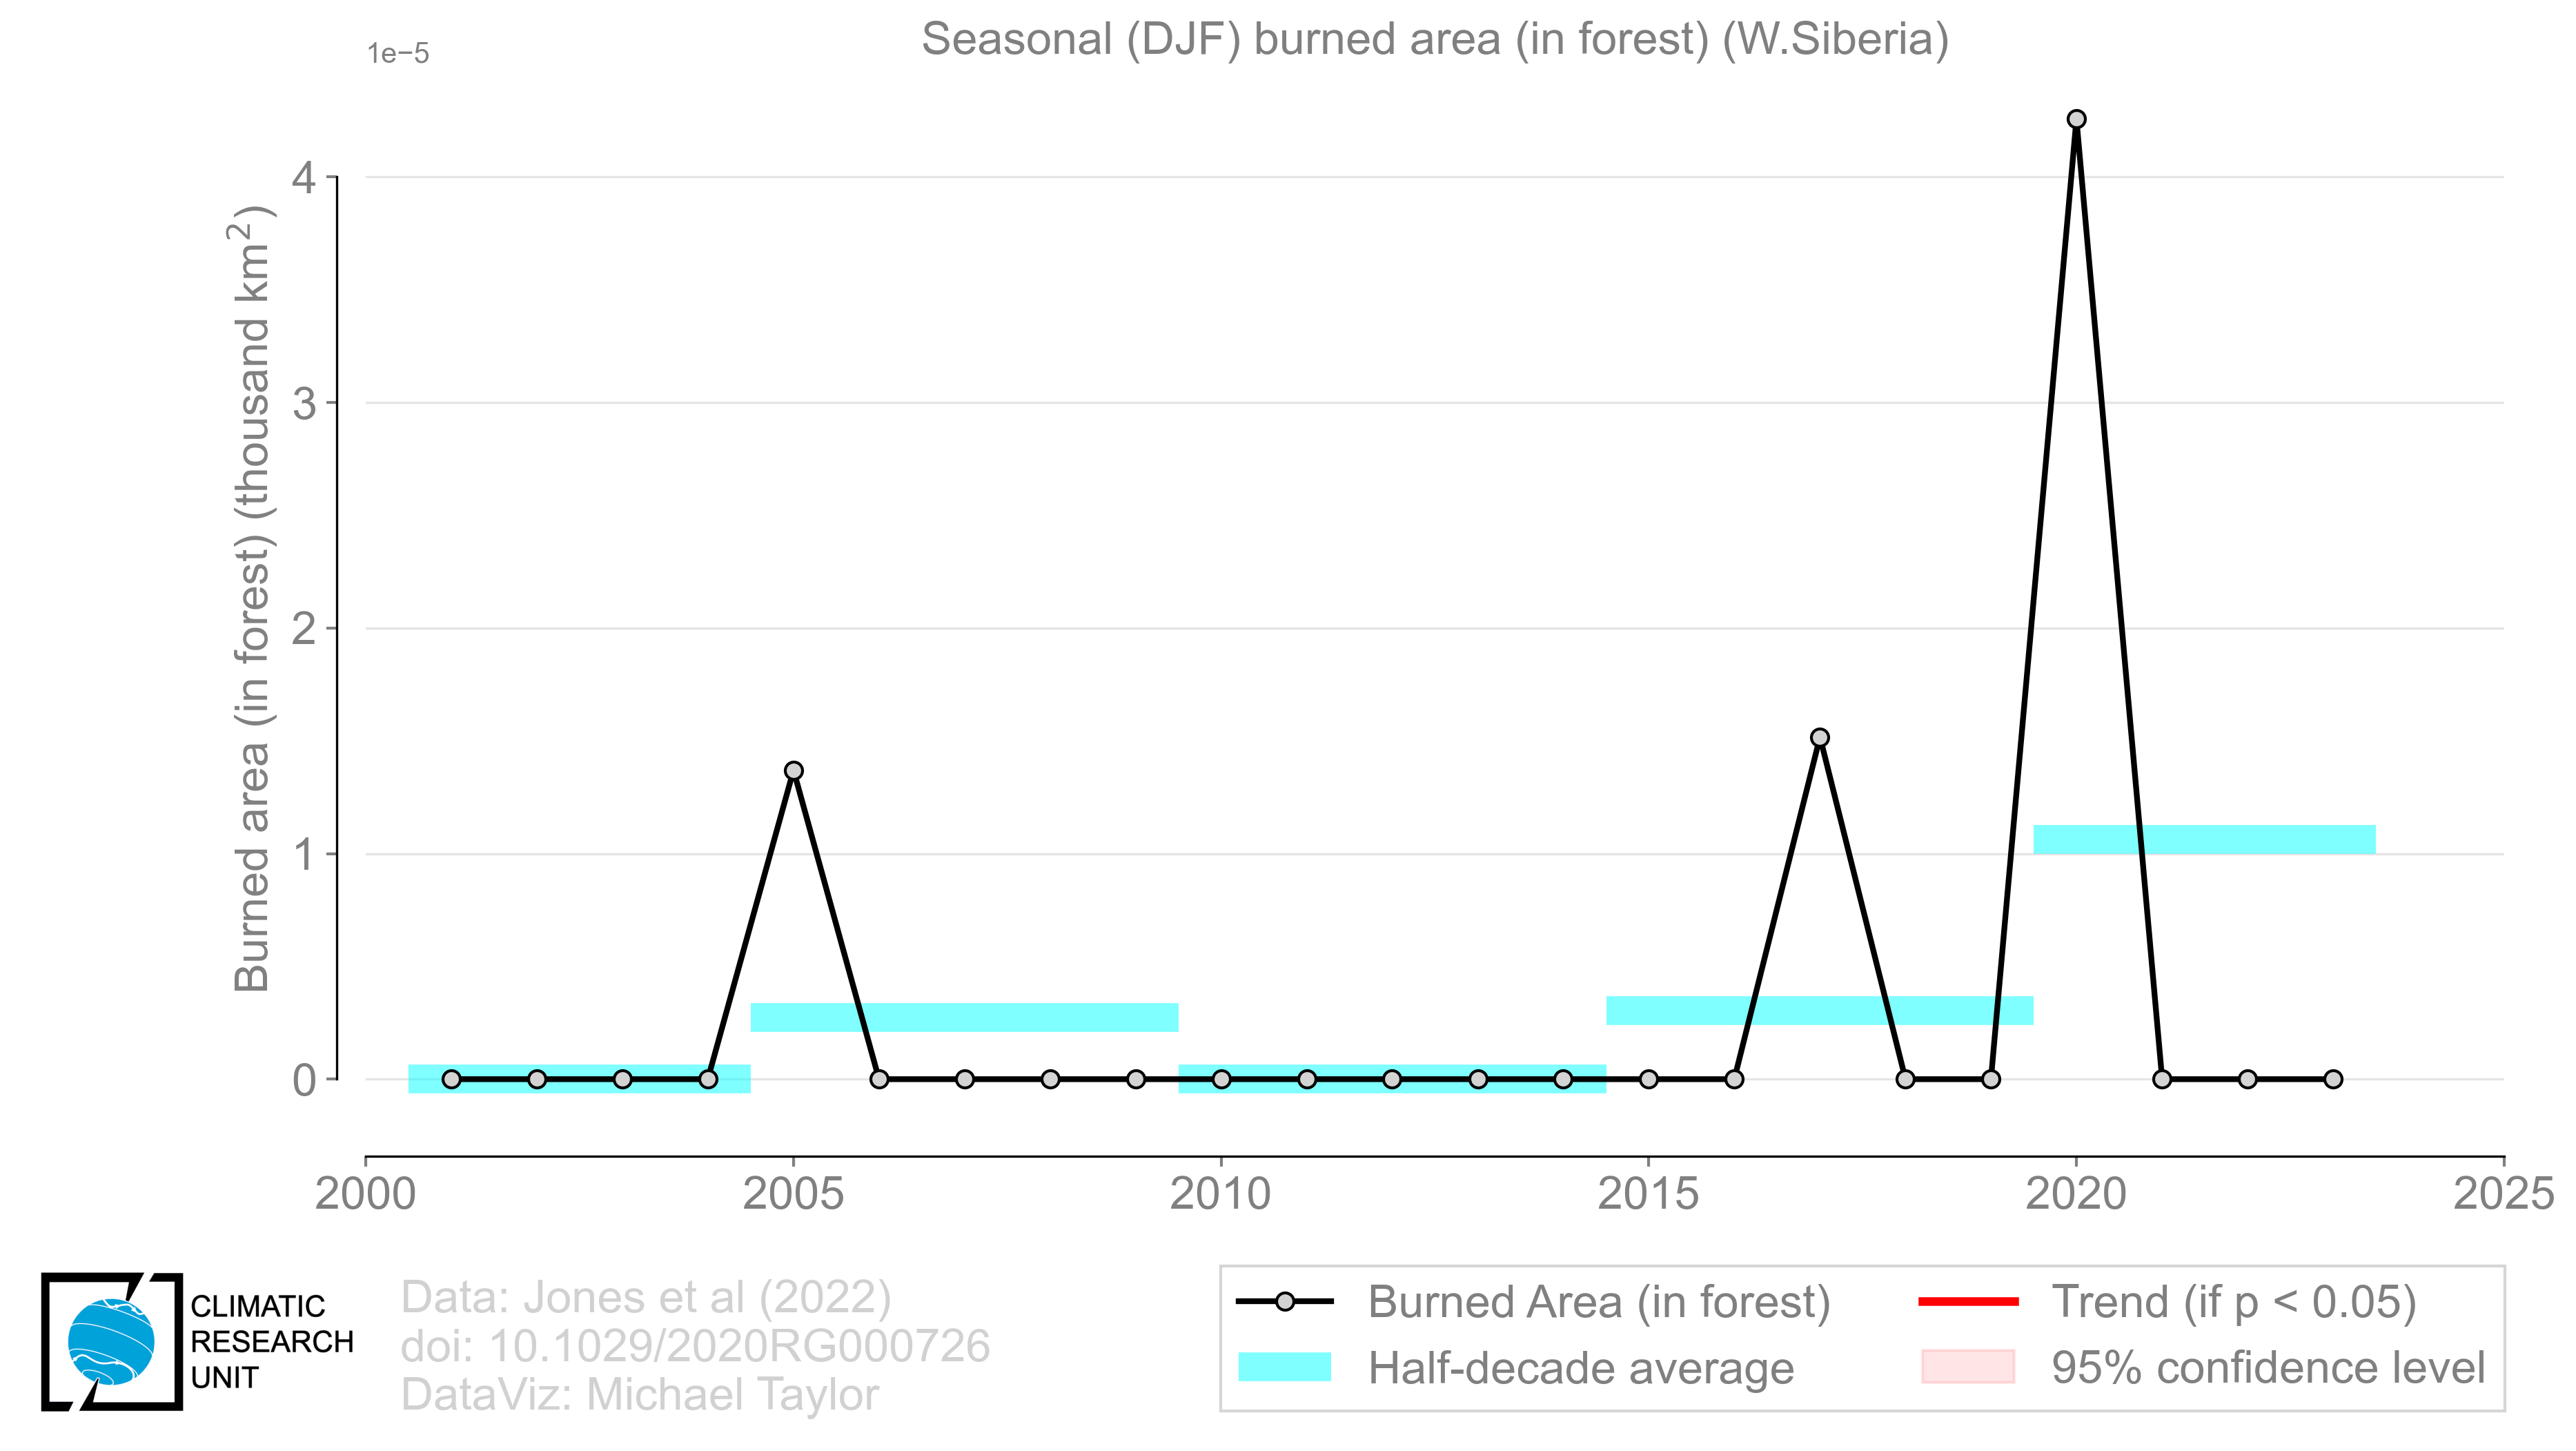 Seasonal (DJF) burned area (in forest) (W.Siberia)
1e−5
Burned area (in forest) (thousand km²)
4
3
2
1
0
2000
2005
2010
2015
2020
2025
CLIMATIC
RESEARCH
UNIT
Data: Jones et al (2022)
doi: 10.1029/2020RG000726
DataViz: Michael Taylor
Burned Area (in forest)
Half-decade average
Trend (if p < 0.05)
95% confidence level